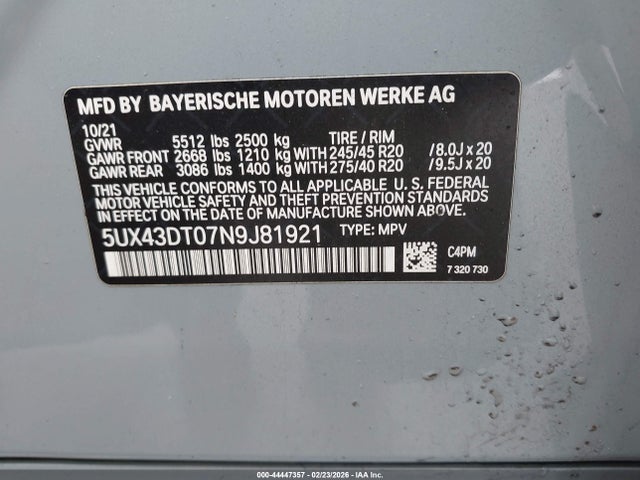 MFD BY BAYERISCHE MOTOREN WERKE AG
10/21
GVWR 5512 lbs 2500 kg TIRE / RIM
GAWR FRONT 2668 lbs 1210 kg WITH 245/45 R20 /8.0J x 20
GAWR REAR 3086 lbs 1400 kg WITH 275/40 R20 /9.5J x 20
THIS VEHICLE CONFORMS TO ALL APPLICABLE U. S. FEDERAL
MOTOR VEHICLE SAFETY AND THEFT PREVENTION STANDARDS
IN EFFECT ON THE DATE OF MANUFACTURE SHOWN ABOVE.
5UX43DT07N9J81921 TYPE: MPV
C4PM
7 320 730
000-44447357 - 02/23/2026 - IAA Inc.